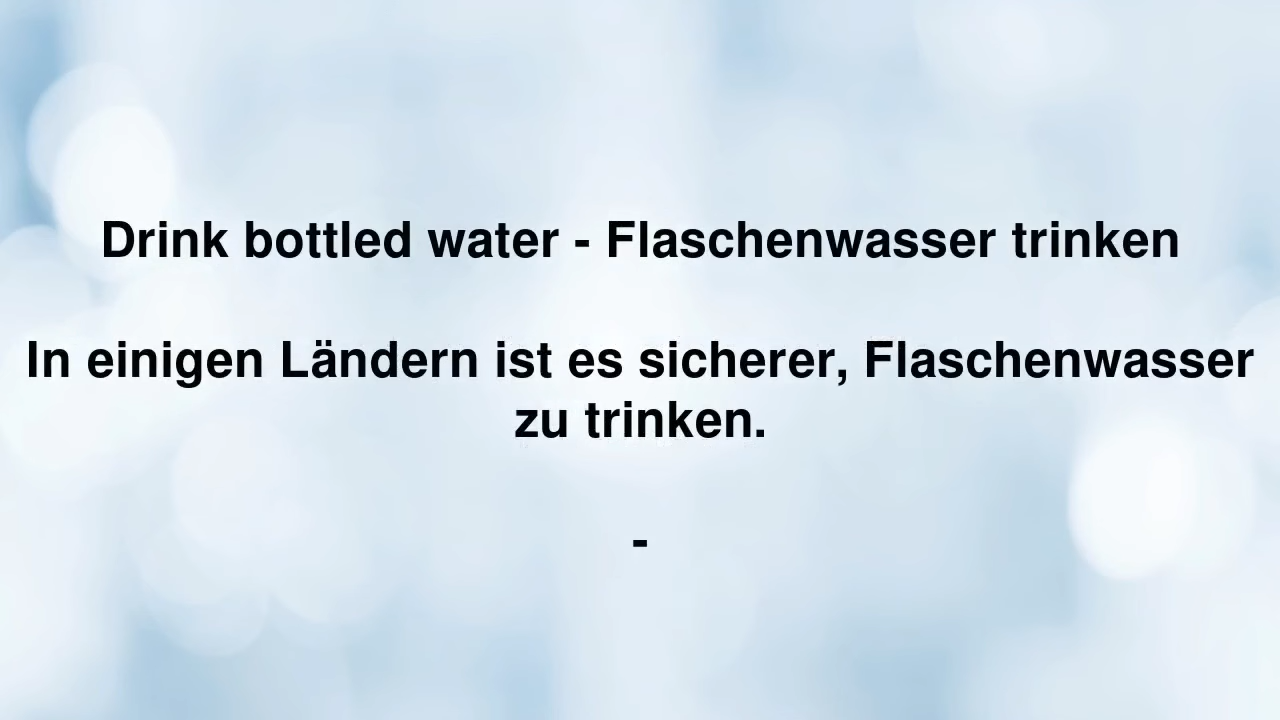 Drink bottled water - Flaschenwasser trinken
In einigen Ländern ist es sicherer, Flaschenwasser
zu trinken.
-